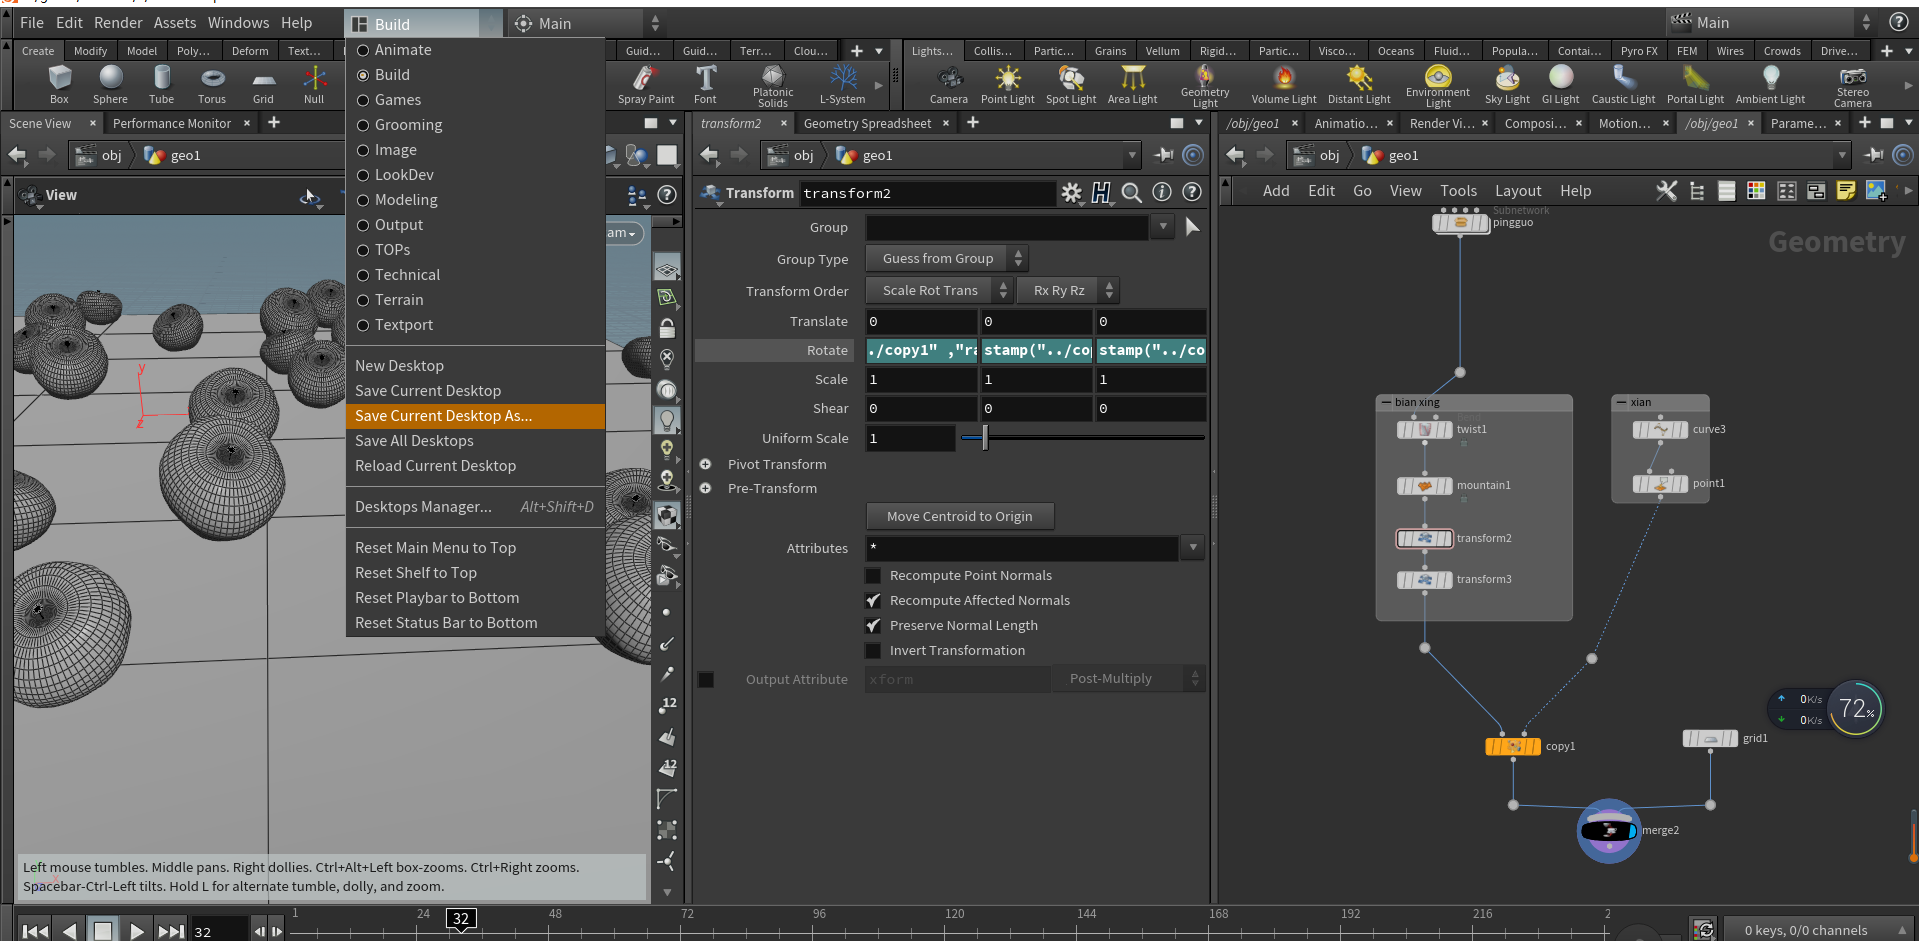 File Edit Render Assets Windows Help
Build
Main
Main
Create Modify Model Poly... Deform Text...
Guid... Guid... Terr... Clou...
Lights... Collis... Partic... Grains Vellum Rigid... Partic... Visco... Oceans Fluid... Popula... Contai... Pyro FX FEM Wires Crowds Drive...
Box Sphere Tube Torus Grid Null
Spray Paint Font Platonic Solids L-System
Camera Point Light Spot Light Area Light Geometry Light Volume Light Distant Light Environment Light Sky Light GI Light Caustic Light Portal Light Ambient Light Stereo Camera
Animate
Build
Games
Grooming
Image
LookDev
Modeling
Output
TOPs
Technical
Terrain
Textport
New Desktop
Save Current Desktop
Save Current Desktop As...
Save All Desktops
Reload Current Desktop
Desktops Manager... Alt+Shift+D
Reset Main Menu to Top
Reset Shelf to Top
Reset Playbar to Bottom
Reset Status Bar to Bottom
Scene View Performance Monitor
obj geo1
View
am
y
z
12
12
Left mouse tumbles. Middle pans. Right dollies. Ctrl+Alt+Left box-zooms. Ctrl+Right zooms.
Spacebar-Ctrl-Left tilts. Hold L for alternate tumble, dolly, and zoom.
transform2 Geometry Spreadsheet
obj geo1
Transform transform2
Group
Group Type Guess from Group
Transform Order Scale Rot Trans Rx Ry Rz
Translate 0 0 0
Rotate ./copy1" ,"ra stamp("../co stamp("../co
Scale 1 1 1
Shear 0 0 0
Uniform Scale 1
Pivot Transform
Pre-Transform
Move Centroid to Origin
Attributes *
Recompute Point Normals
Recompute Affected Normals
Preserve Normal Length
Invert Transformation
Output Attribute xform Post-Multiply
/obj/geo1 Animatio... Render Vi... Composi... Motion... /obj/geo1 Parame...
obj geo1
Add Edit Go View Tools Layout Help
Subnetwork
pingguo
Geometry
bian xing
Bend
twist1
mountain1
transform2
transform3
xian
curve3
point1
copy1
grid1
merge2
0K/s
0K/s
72%
32
1 24 32 48 72 96 120 144 168 192 216 2
0 keys, 0/0 channels